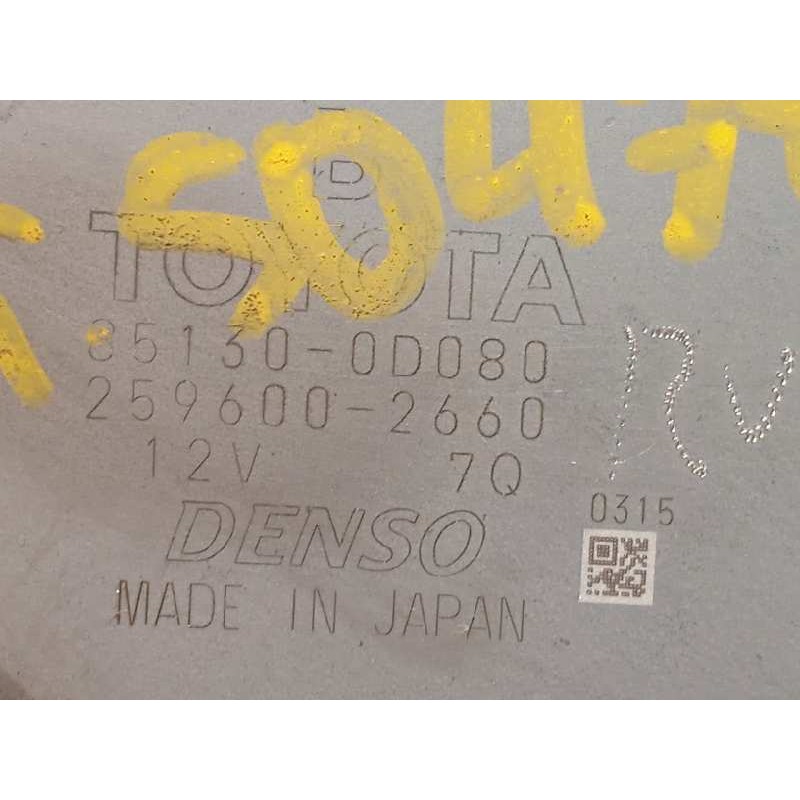 D
TOYOTA
85130-0D080
259600-2660
12V 7Q
DENSO
0315
MADE IN JAPAN